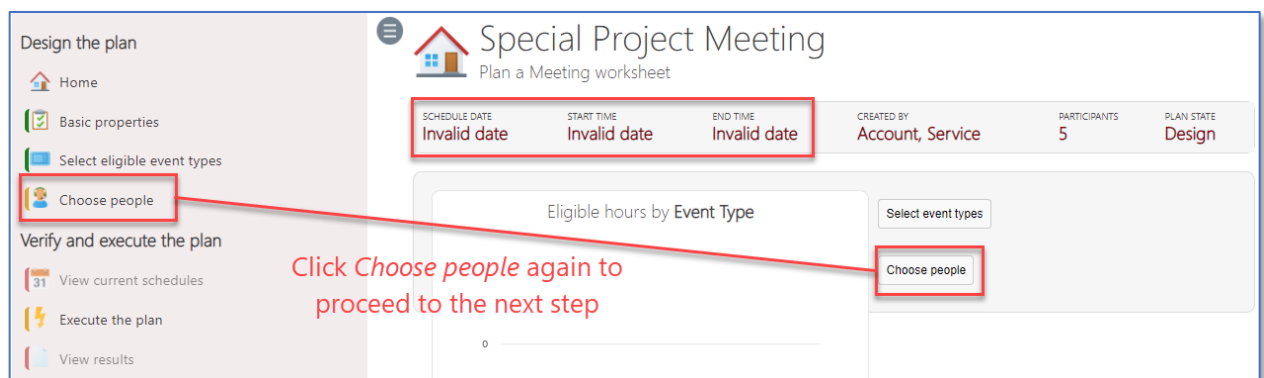 Design the plan
Home
Basic properties
Select eligible event types
Choose people
Verify and execute the plan
31 View current schedules
Execute the plan
View results
Special Project Meeting
Plan a Meeting worksheet
SCHEDULE DATE START TIME END TIME CREATED BY PARTICIPANTS PLAN STATE
Invalid date Invalid date Invalid date Account, Service 5 Design
Eligible hours by Event Type
Select event types
Choose people
0
Click Choose people again to
proceed to the next step